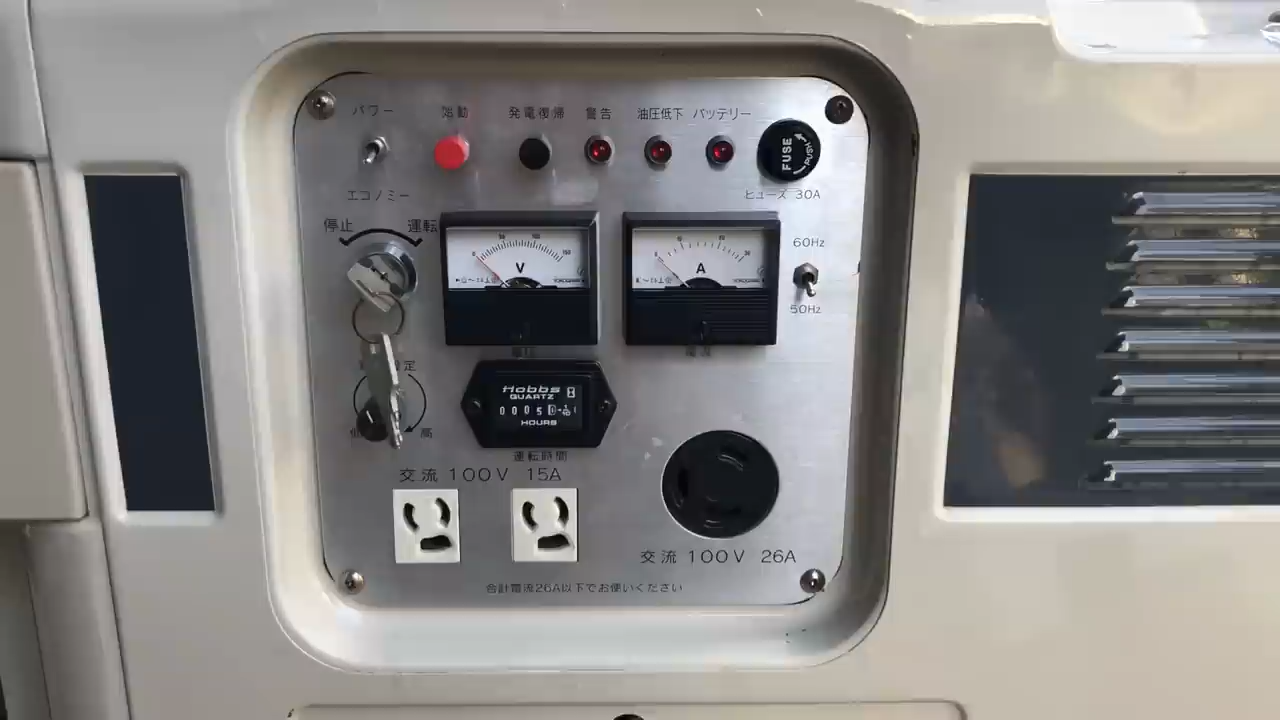 パワー
始動
発電復帰
警告
油圧低下
バッテリー
FUSE
PUSH
ヒューズ 30A
エコノミー
停止
運転
V
A
60Hz
50Hz
定
高
Hobbs
QUARTZ
HOURS
運転時間
交流 100V 15A
交流 100V 26A
合計電流26A以下でお使いください